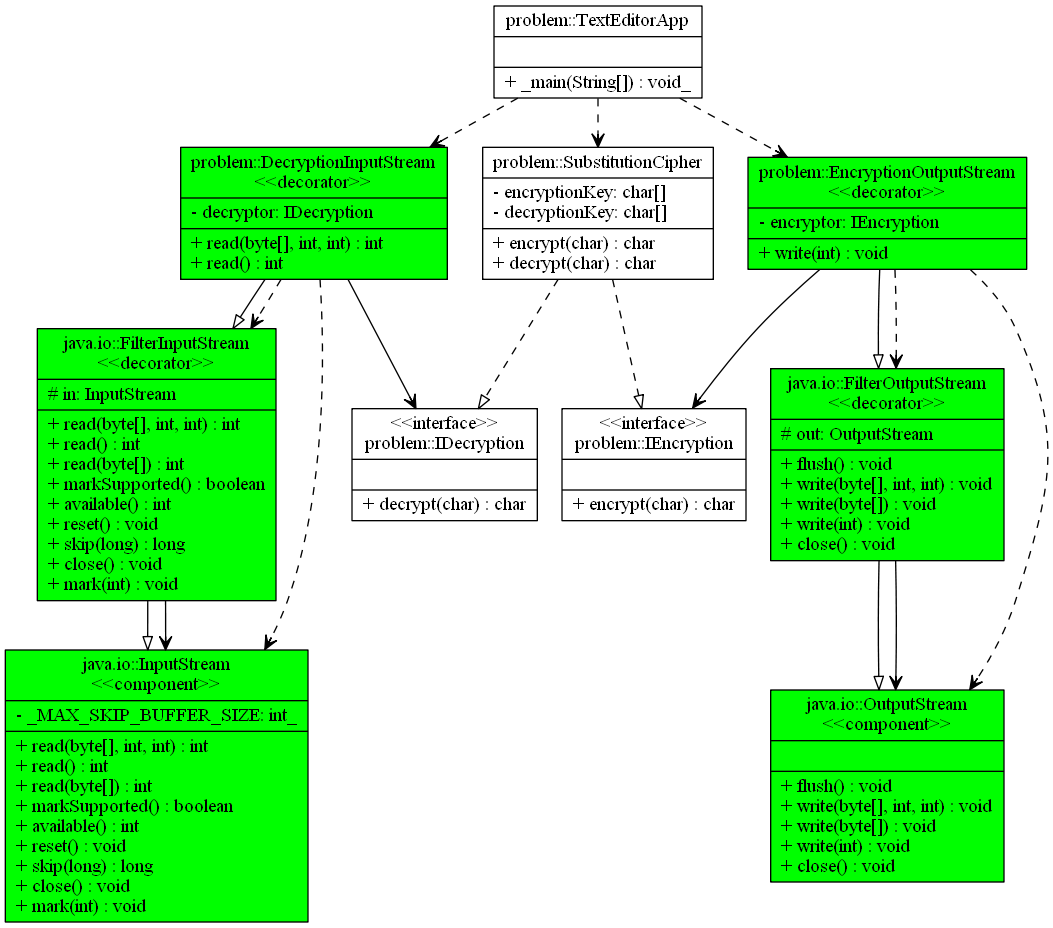 problem::TextEditorApp
+ _main(String[]) : void_
problem::DecryptionInputStream
<<decorator>>
- decryptor: IDecryption
+ read(byte[], int, int) : int
+ read() : int
problem::SubstitutionCipher
- encryptionKey: char[]
- decryptionKey: char[]
+ encrypt(char) : char
+ decrypt(char) : char
problem::EncryptionOutputStream
<<decorator>>
- encryptor: IEncryption
+ write(int) : void
java.io::FilterInputStream
<<decorator>>
# in: InputStream
+ read(byte[], int, int) : int
+ read() : int
+ read(byte[]) : int
+ markSupported() : boolean
+ available() : int
+ reset() : void
+ skip(long) : long
+ close() : void
+ mark(int) : void
<<interface>>
problem::IDecryption
+ decrypt(char) : char
<<interface>>
problem::IEncryption
+ encrypt(char) : char
java.io::FilterOutputStream
<<decorator>>
# out: OutputStream
+ flush() : void
+ write(byte[], int, int) : void
+ write(byte[]) : void
+ write(int) : void
+ close() : void
java.io::InputStream
<<component>>
- _MAX_SKIP_BUFFER_SIZE: int_
+ read(byte[], int, int) : int
+ read() : int
+ read(byte[]) : int
+ markSupported() : boolean
+ available() : int
+ reset() : void
+ skip(long) : long
+ close() : void
+ mark(int) : void
java.io::OutputStream
<<component>>
+ flush() : void
+ write(byte[], int, int) : void
+ write(byte[]) : void
+ write(int) : void
+ close() : void